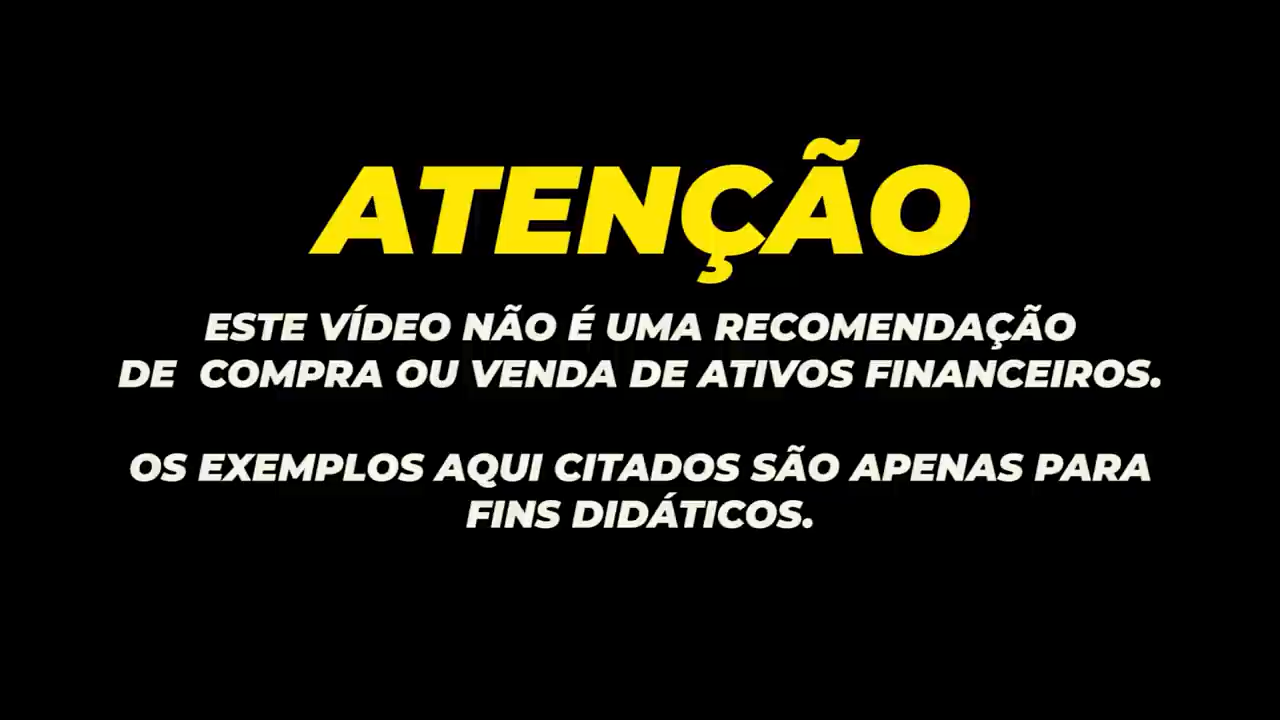 ATENÇÃO
ESTE VÍDEO NÃO É UMA RECOMENDAÇÃO
DE  COMPRA OU VENDA DE ATIVOS FINANCEIROS.
OS EXEMPLOS AQUI CITADOS SÃO APENAS PARA
FINS DIDÁTICOS.